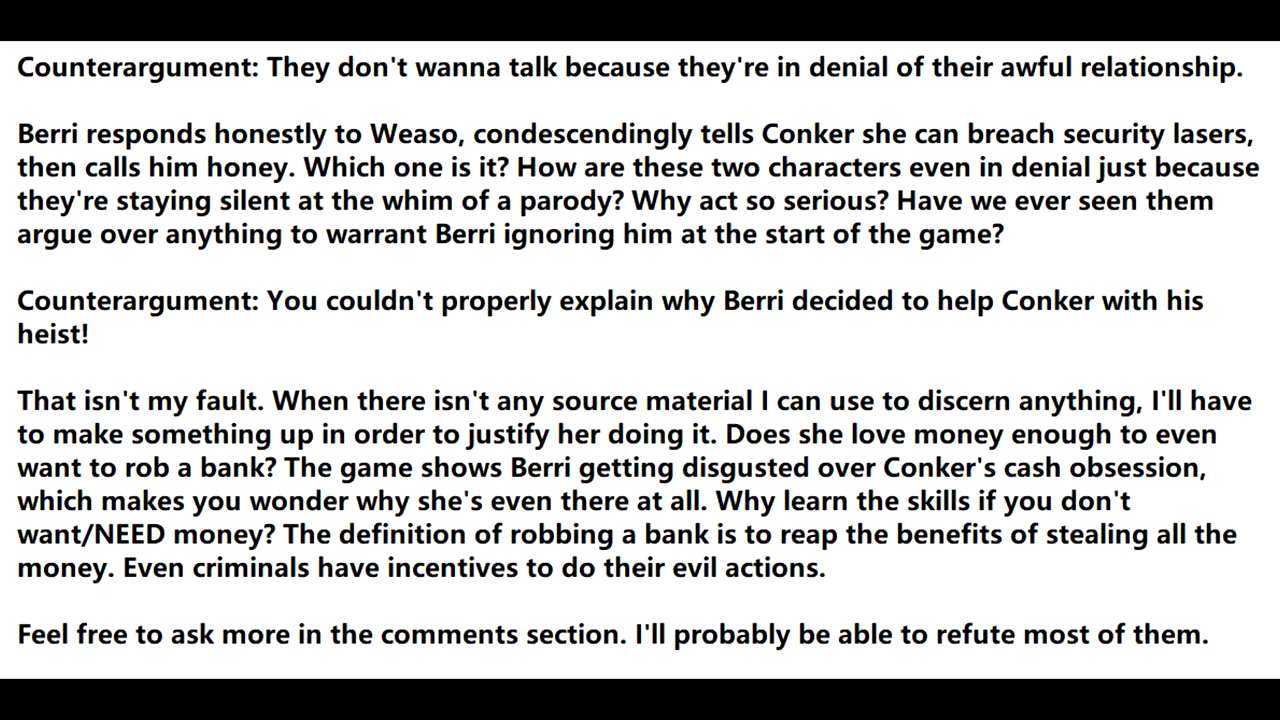 Counterargument: They don't wanna talk because they're in denial of their awful relationship.
Berri responds honestly to Weaso, condescendingly tells Conker she can breach security lasers,
then calls him honey. Which one is it? How are these two characters even in denial just because
they're staying silent at the whim of a parody? Why act so serious? Have we ever seen them
argue over anything to warrant Berri ignoring him at the start of the game?
Counterargument: You couldn't properly explain why Berri decided to help Conker with his
heist!
That isn't my fault. When there isn't any source material I can use to discern anything, I'll have
to make something up in order to justify her doing it. Does she love money enough to even
want to rob a bank? The game shows Berri getting disgusted over Conker's cash obsession,
which makes you wonder why she's even there at all. Why learn the skills if you don't
want/NEED money? The definition of robbing a bank is to reap the benefits of stealing all the
money. Even criminals have incentives to do their evil actions.
Feel free to ask more in the comments section. I'll probably be able to refute most of them.